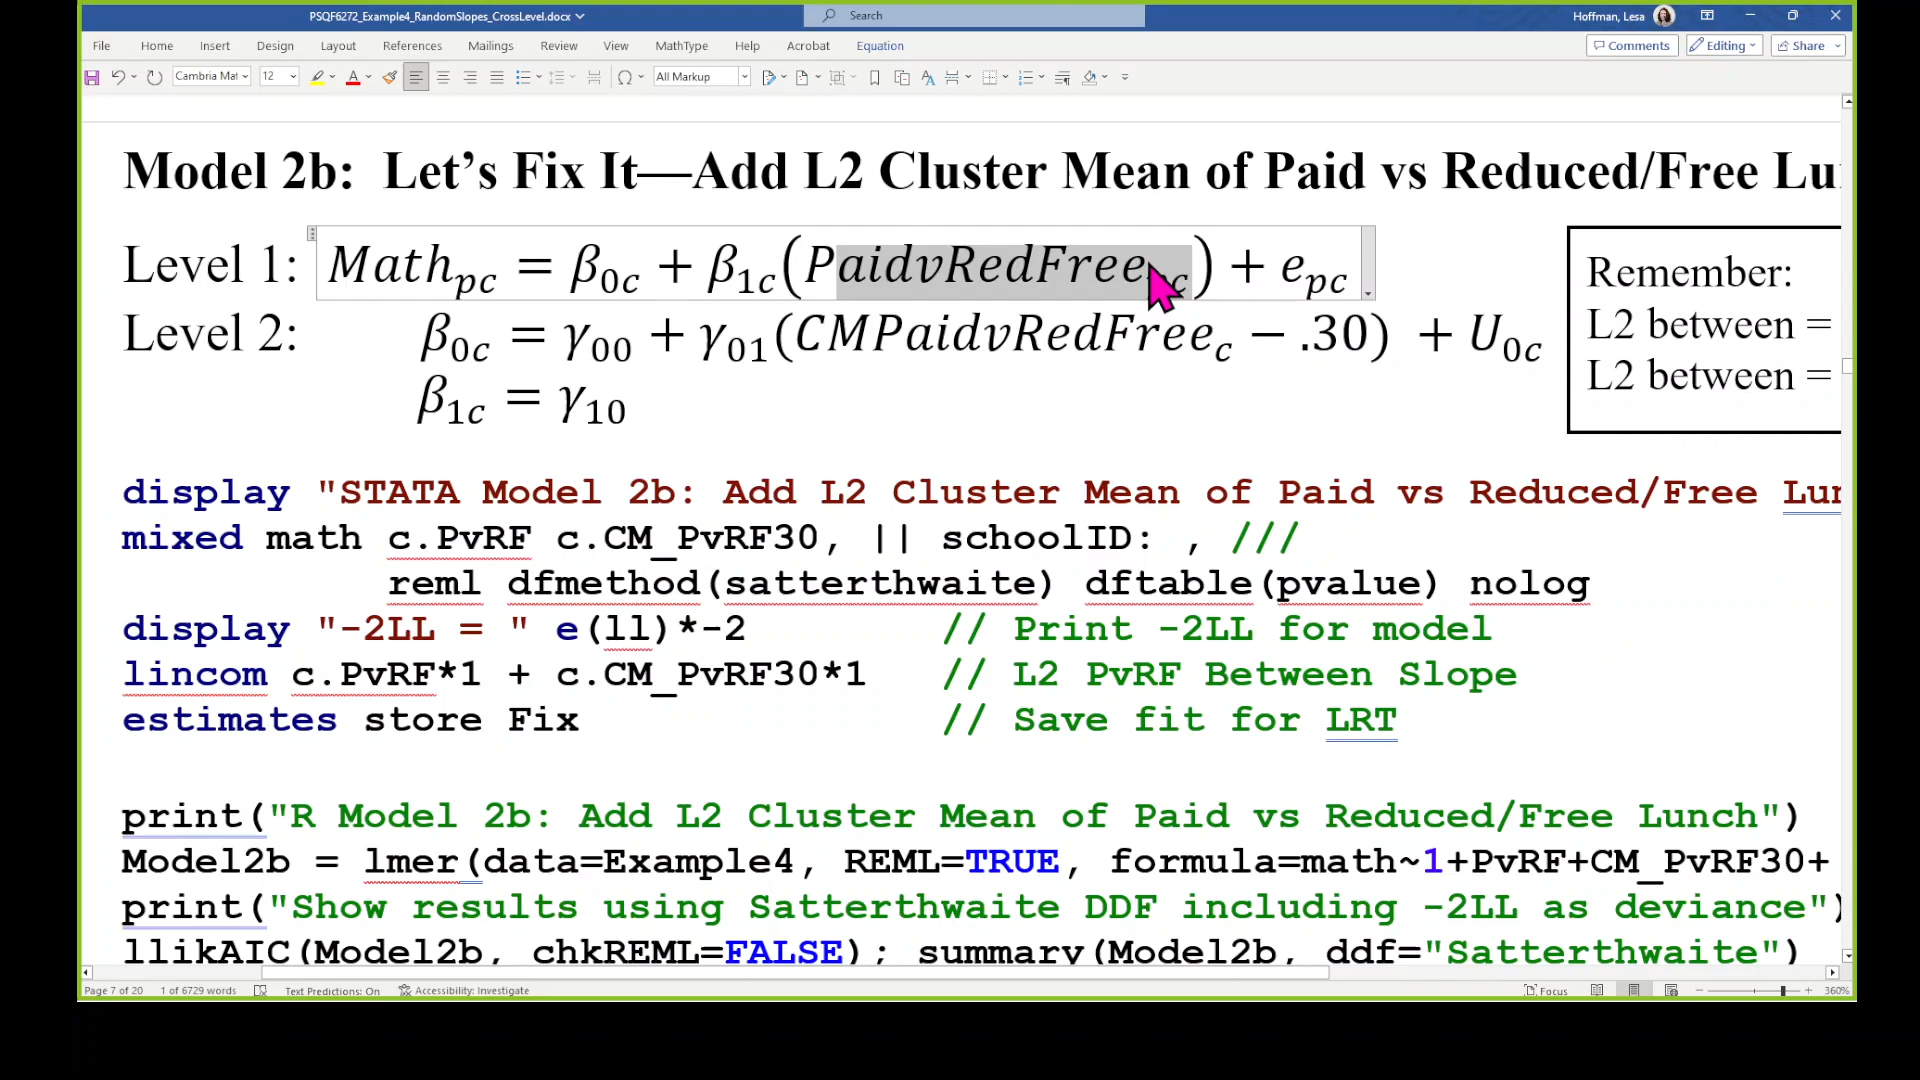 PSQF6272_Example4_RandomSlopes_CrossLevel.docx
Search
Hoffman, Lesa
File Home Insert Design Layout References Mailings Review View MathType Help Acrobat Equation
Comments Editing Share
Cambria Mat 12 All Markup
Model 2b: Let’s Fix It—Add L2 Cluster Mean of Paid vs Reduced/Free Lu
Level 1: Math_pc = β_0c + β_1c(PaidvRedFree_pc) + e_pc
Level 2: β_0c = γ_00 + γ_01(CMPaidvRedFree_c − .30) + U_0c
β_1c = γ_10
Remember:
L2 between =
L2 between =
display "STATA Model 2b: Add L2 Cluster Mean of Paid vs Reduced/Free Lun
mixed math c.PvRF c.CM_PvRF30, || schoolID: , ///
reml dfmethod(satterthwaite) dftable(pvalue) nolog
display "-2LL = " e(ll)*-2 // Print -2LL for model
lincom c.PvRF*1 + c.CM_PvRF30*1 // L2 PvRF Between Slope
estimates store Fix // Save fit for LRT
print("R Model 2b: Add L2 Cluster Mean of Paid vs Reduced/Free Lunch")
Model2b = lmer(data=Example4, REML=TRUE, formula=math~1+PvRF+CM_PvRF30+
print("Show results using Satterthwaite DDF including -2LL as deviance")
llikAIC(Model2b, chkREML=FALSE); summary(Model2b, ddf="Satterthwaite")
Page 7 of 20 1 of 6729 words Text Predictions: On Accessibility: Investigate Focus 360%